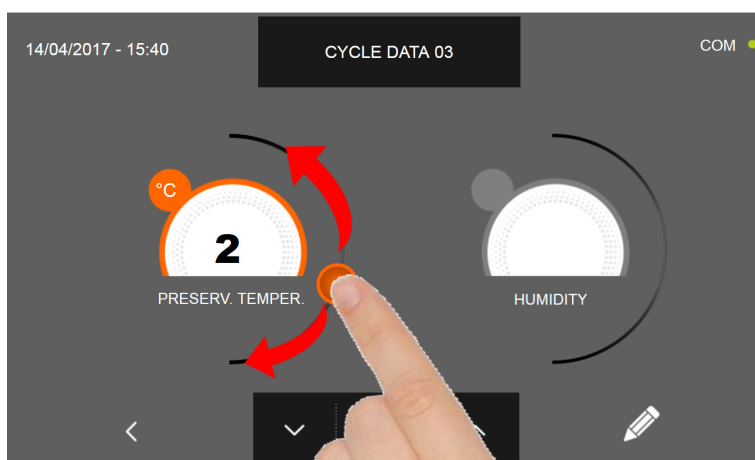 14/04/2017 - 15:40
CYCLE DATA 03
COM
°C
2
PRESERV. TEMPER.
HUMIDITY